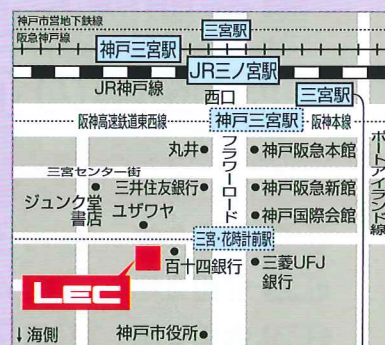 神戸市営地下鉄線
三宮駅
阪急神戸線
神戸三宮駅
JR三ノ宮駅
JR神戸線
西口
三宮駅
阪神高速鉄道東西線
神戸三宮駅
阪神本線
丸井
フラワーロード
神戸阪急本館
ポートアイランド線
三宮センター街
三井住友銀行
神戸阪急新館
ジュンク堂
書店
ユザワヤ
神戸国際会館
三宮・花時計前駅
百十四銀行
三菱UFJ
銀行
LEC
↓海側
神戸市役所